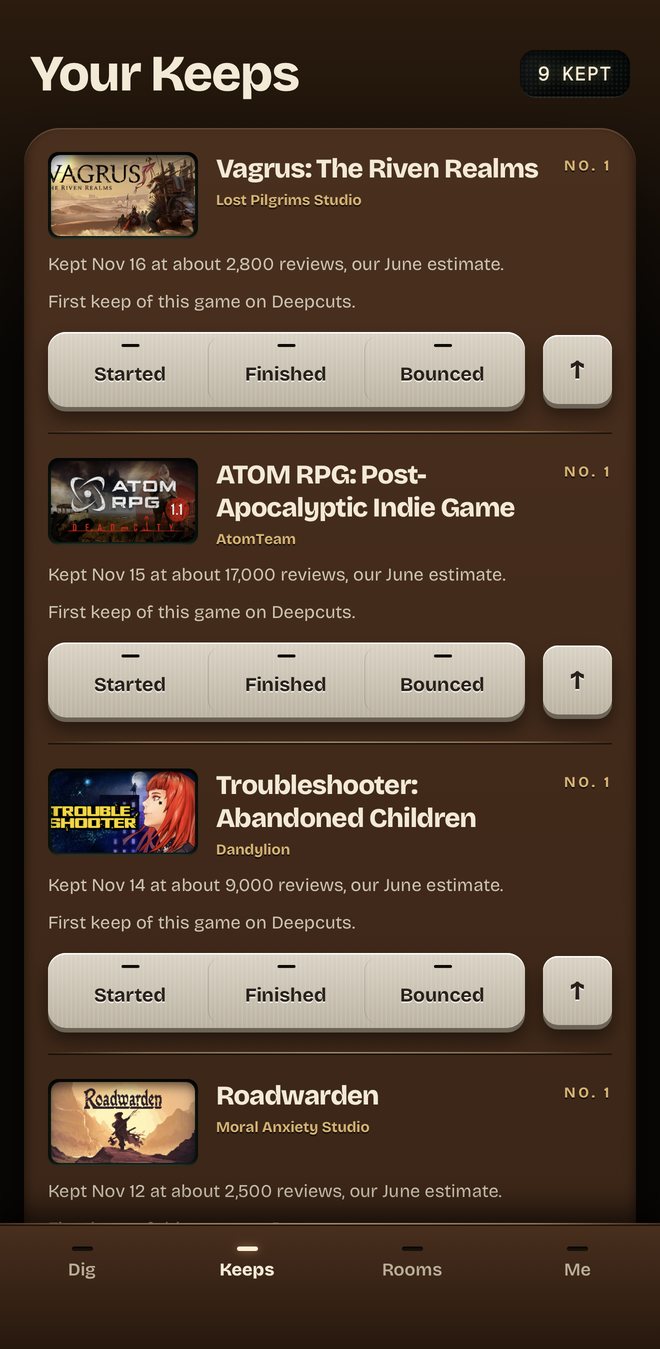 Your Keeps
9 KEPT
VAGRUS
THE RIVEN REALMS
Vagrus: The Riven Realms
NO. 1
Lost Pilgrims Studio
Kept Nov 16 at about 2,800 reviews, our June estimate.
First keep of this game on Deepcuts.
Started
Finished
Bounced
↑
ATOM
RPG
1.1
DEAD CITY
ATOM RPG: Post-
Apocalyptic Indie Game
NO. 1
AtomTeam
Kept Nov 15 at about 17,000 reviews, our June estimate.
First keep of this game on Deepcuts.
Started
Finished
Bounced
↑
TROUBLE
SHOOTER
Troubleshooter:
Abandoned Children
NO. 1
Dandylion
Kept Nov 14 at about 9,000 reviews, our June estimate.
First keep of this game on Deepcuts.
Started
Finished
Bounced
↑
Roadwarden
Roadwarden
NO. 1
Moral Anxiety Studio
Kept Nov 12 at about 2,500 reviews, our June estimate.
Dig
Keeps
Rooms
Me